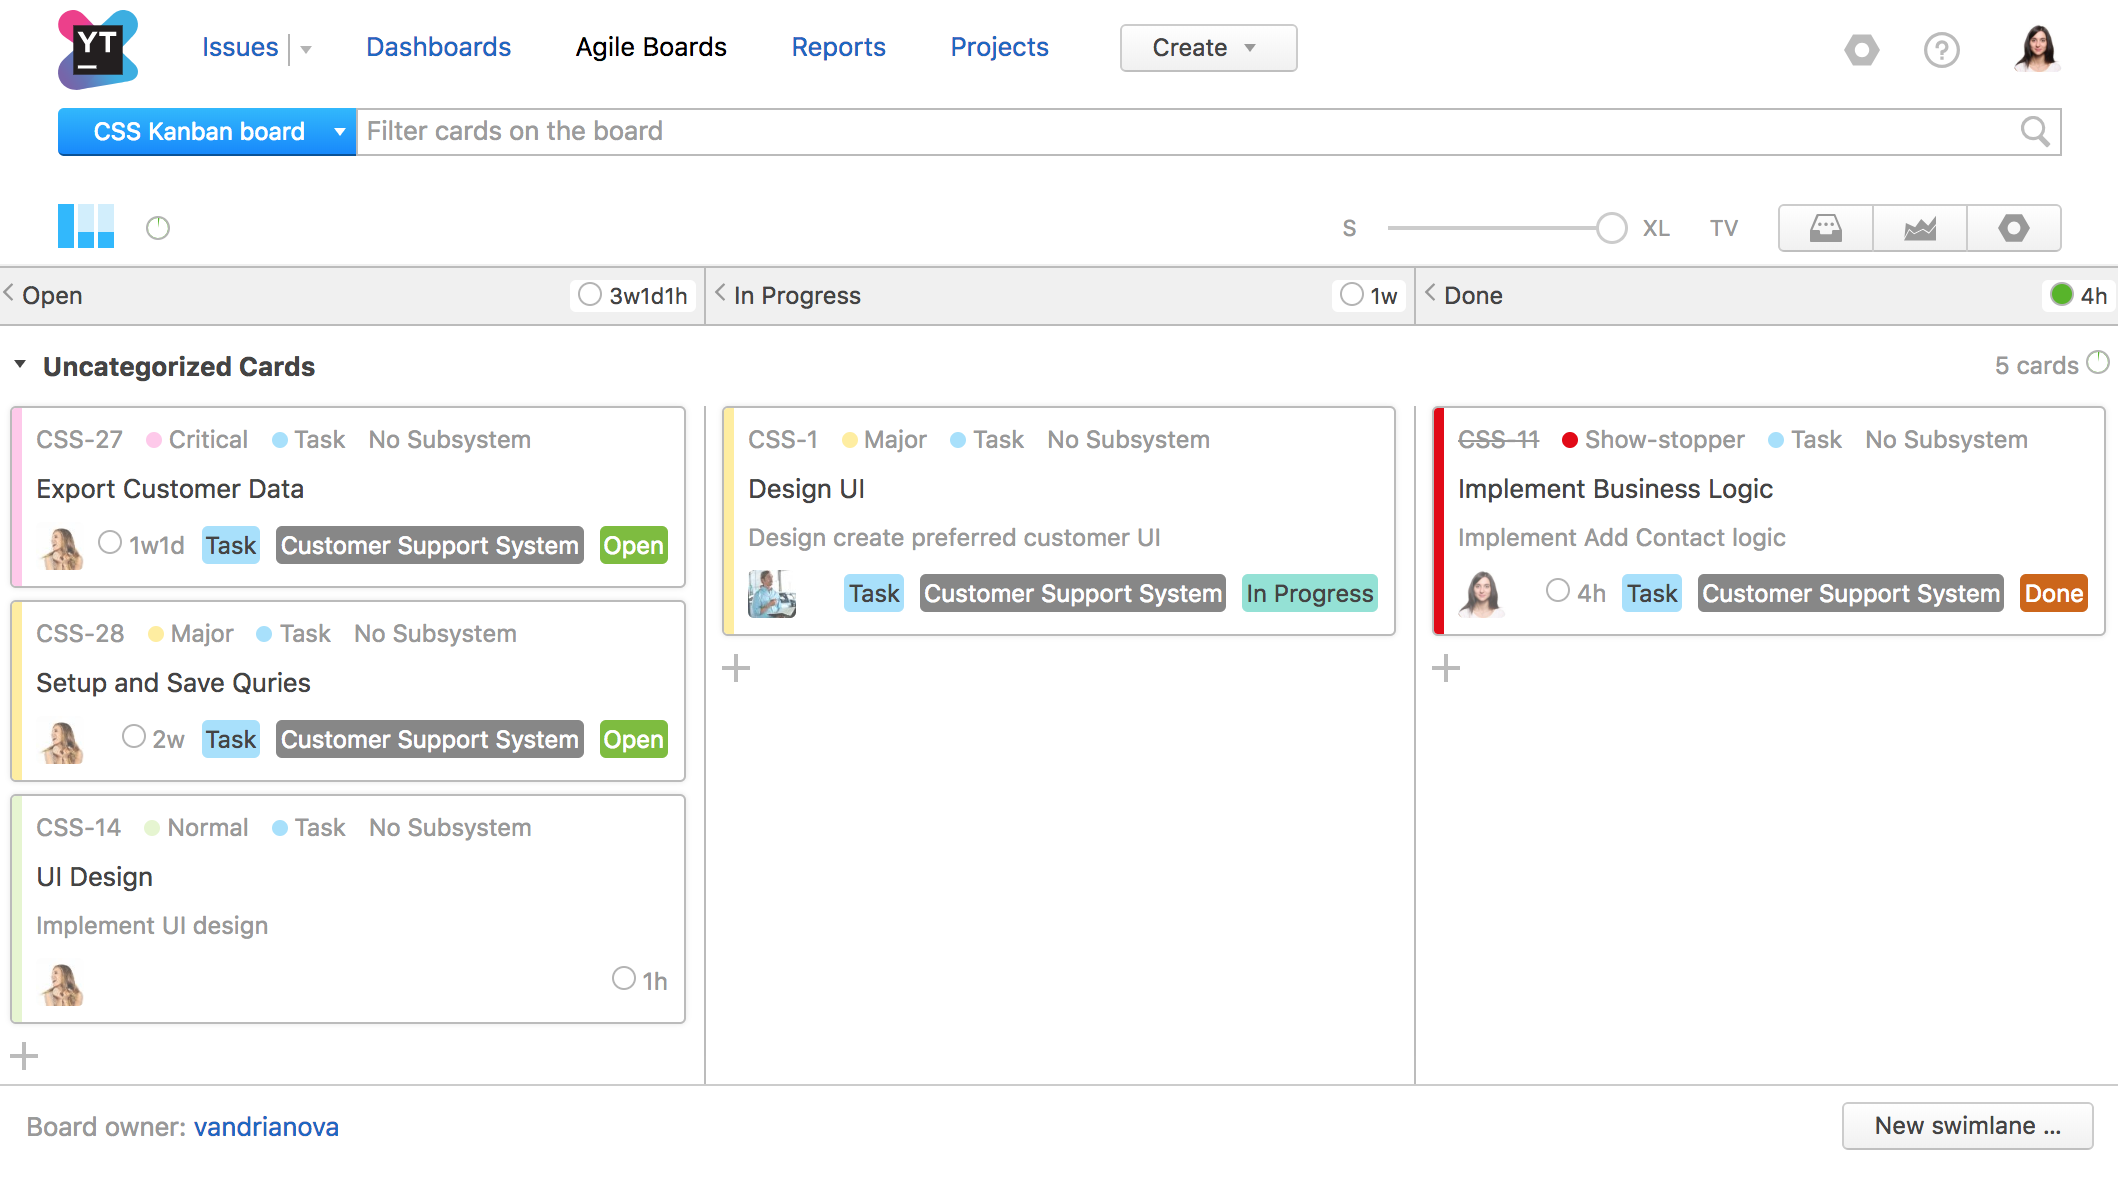 YT
Issues Dashboards Agile Boards Reports Projects Create
CSS Kanban board Filter cards on the board
S XL TV
Open 3w1d1h In Progress 1w Done 4h
Uncategorized Cards 5 cards
CSS-27 Critical Task No Subsystem
Export Customer Data
1w1d Task Customer Support System Open
CSS-28 Major Task No Subsystem
Setup and Save Quries
2w Task Customer Support System Open
CSS-14 Normal Task No Subsystem
UI Design
Implement UI design
1h
CSS-1 Major Task No Subsystem
Design UI
Design create preferred customer UI
Task Customer Support System In Progress
CSS-11 Show-stopper Task No Subsystem
Implement Business Logic
Implement Add Contact logic
4h Task Customer Support System Done
Board owner: vandrianova
New swimlane ...